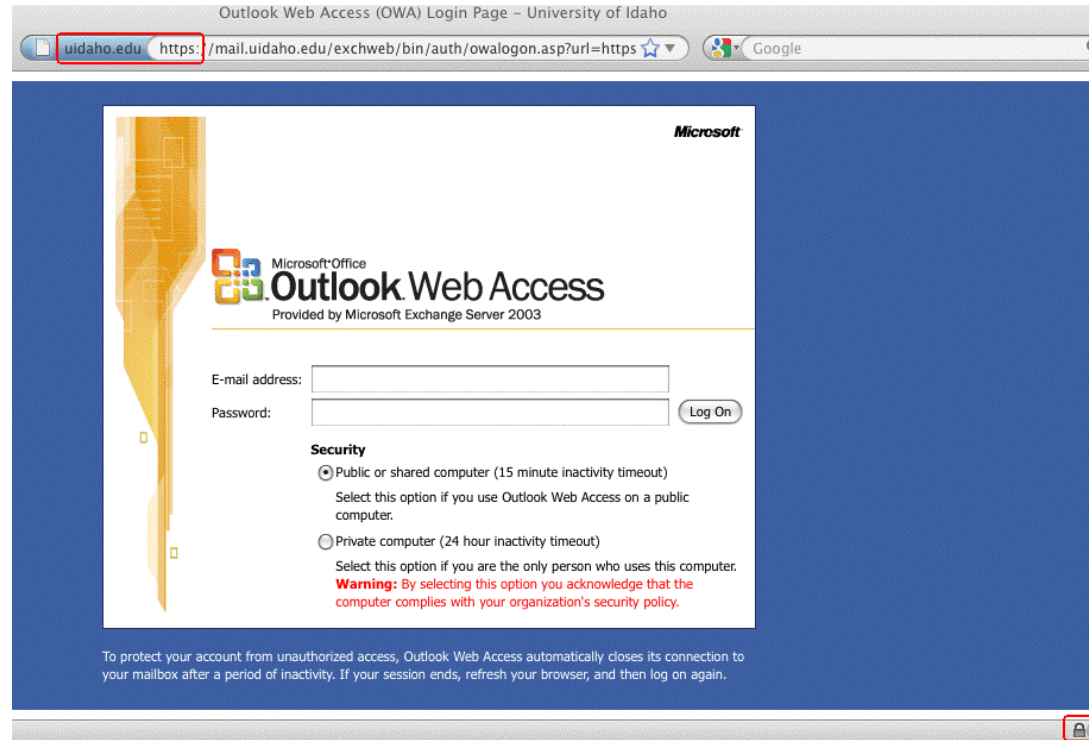 Outlook Web Access (OWA) Login Page – University of Idaho
uidaho.edu https://mail.uidaho.edu/exchweb/bin/auth/owalogon.asp?url=https Google
Microsoft
Microsoft Office
Outlook Web Access
Provided by Microsoft Exchange Server 2003
E-mail address:
Password:
Log On
Security
Public or shared computer (15 minute inactivity timeout)
Select this option if you use Outlook Web Access on a public
computer.
Private computer (24 hour inactivity timeout)
Select this option if you are the only person who uses this computer.
Warning: By selecting this option you acknowledge that the
computer complies with your organization's security policy.
To protect your account from unauthorized access, Outlook Web Access automatically closes its connection to
your mailbox after a period of inactivity. If your session ends, refresh your browser, and then log on again.